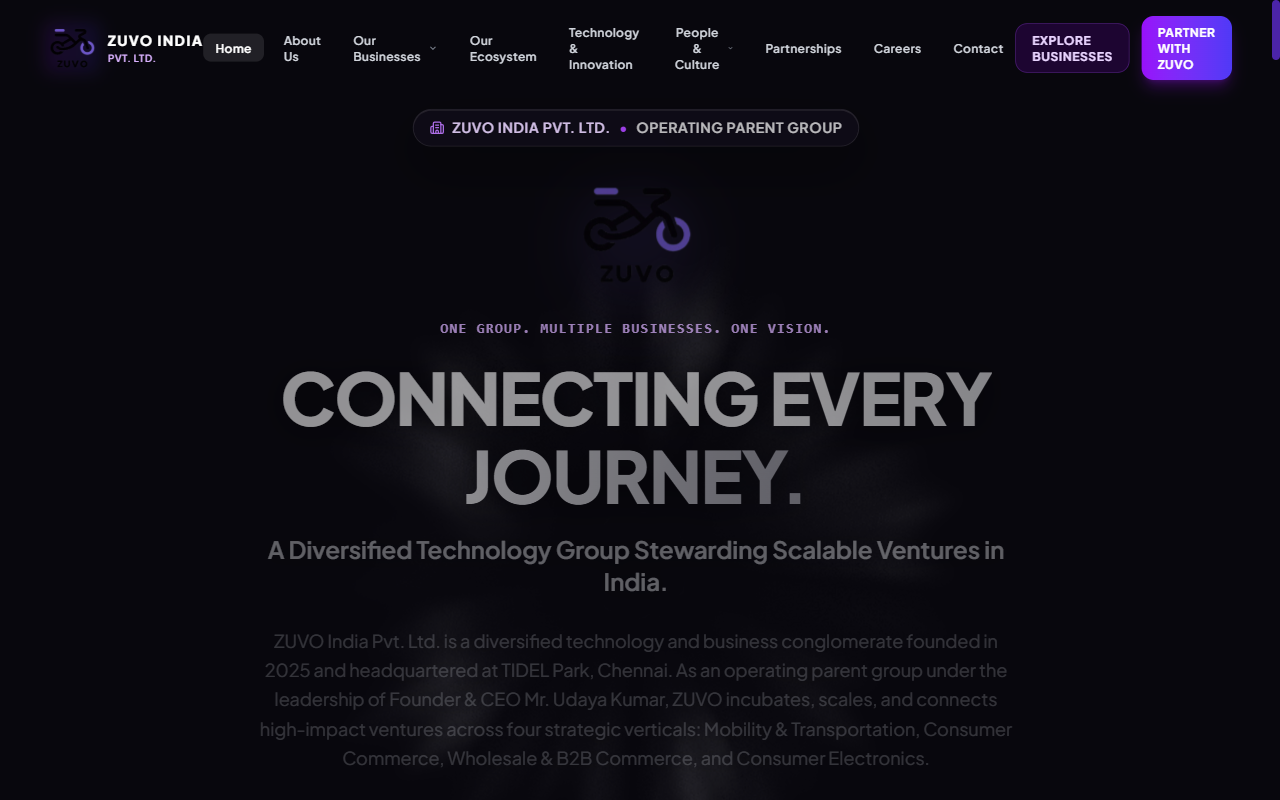 ZUVO
ZUVO INDIA
PVT. LTD.
Home
About
Us
Our
Businesses
Our
Ecosystem
Technology
&
Innovation
People
&
Culture
Partnerships
Careers
Contact
EXPLORE
BUSINESSES
PARTNER
WITH
ZUVO
ZUVO INDIA PVT. LTD. • OPERATING PARENT GROUP
ZUVO
ONE GROUP. MULTIPLE BUSINESSES. ONE VISION.
CONNECTING EVERY
JOURNEY.
A Diversified Technology Group Stewarding Scalable Ventures in
India.
ZUVO India Pvt. Ltd. is a diversified technology and business conglomerate founded in
2025 and headquartered at TIDEL Park, Chennai. As an operating parent group under the
leadership of Founder & CEO Mr. Udaya Kumar, ZUVO incubates, scales, and connects
high-impact ventures across four strategic verticals: Mobility & Transportation, Consumer
Commerce, Wholesale & B2B Commerce, and Consumer Electronics.